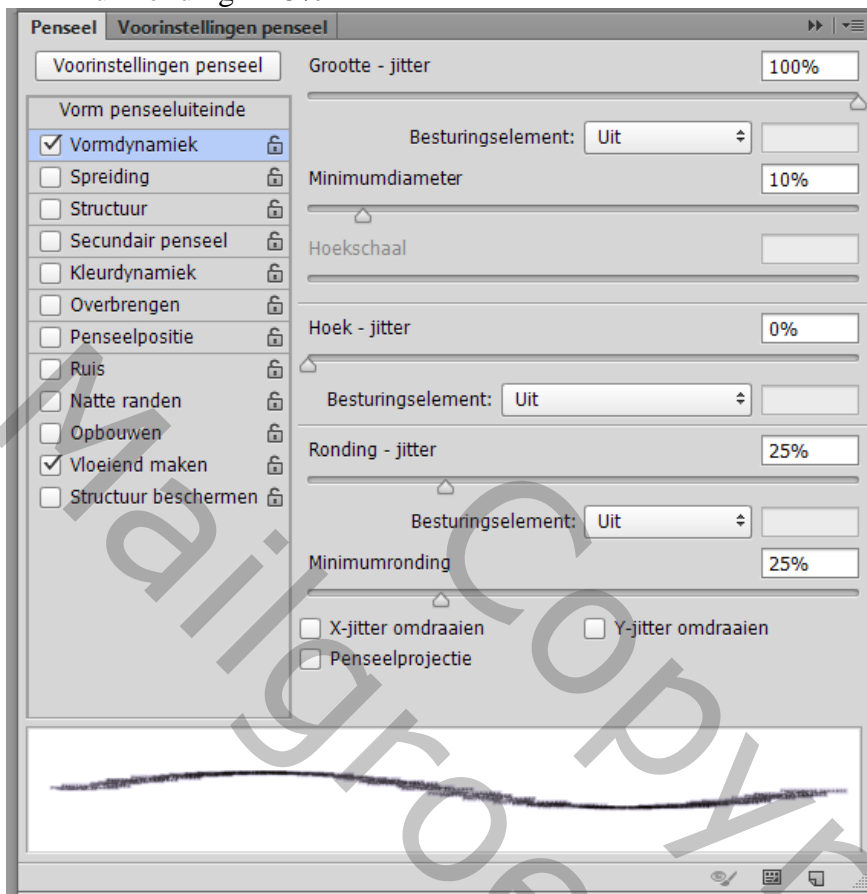 Penseel Voorinstellingen penseel
Voorinstellingen penseel
Vorm penseeluiteinde
Vormdynamiek
Spreiding
Structuur
Secundair penseel
Kleurdynamiek
Overbrengen
Penseelpositie
Ruis
Natte randen
Opbouwen
Vloeiend maken
Structuur beschermen
Grootte - jitter 100%
Besturingselement: Uit
Minimumdiameter 10%
Hoekschaal
Hoek - jitter 0%
Besturingselement: Uit
Ronding - jitter 25%
Besturingselement: Uit
Minimumronding 25%
X-jitter omdraaien Y-jitter omdraaien
Penseelprojectie